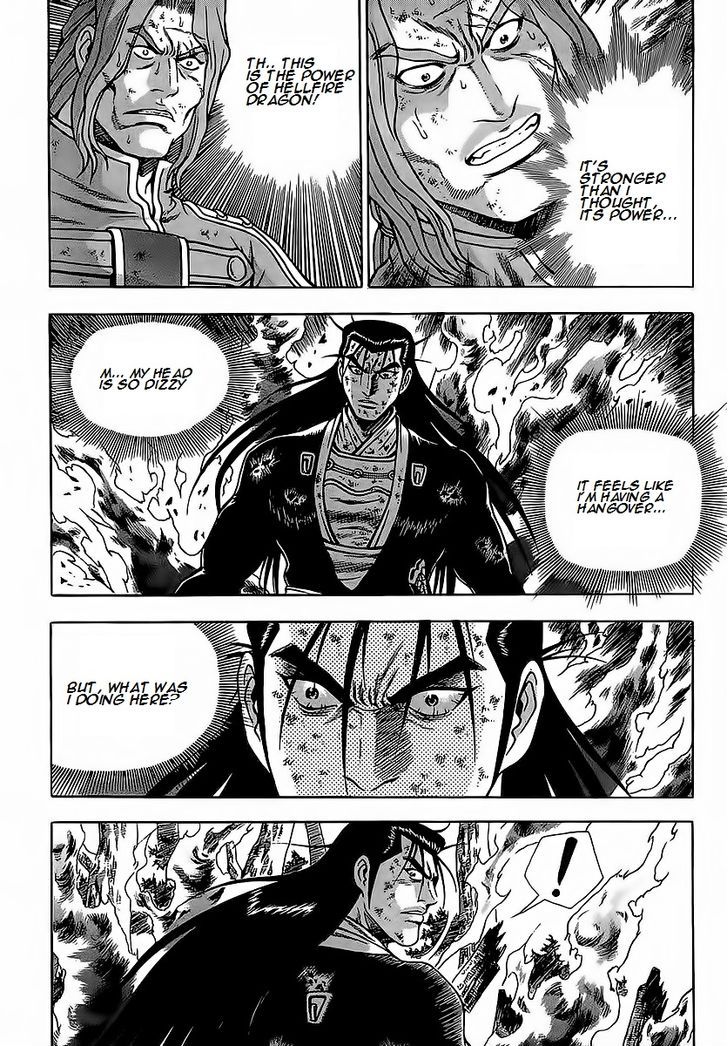 TH.. THIS
IS THE POWER
OF HELLFIRE
DRAGON!
IT'S
STRONGER
THAN I
THOUGHT,
ITS POWER...
M... MY HEAD
IS SO DIZZY
IT FEELS LIKE
I'M HAVING A
HANGOVER...
BUT, WHAT WAS
I DOING HERE?
!